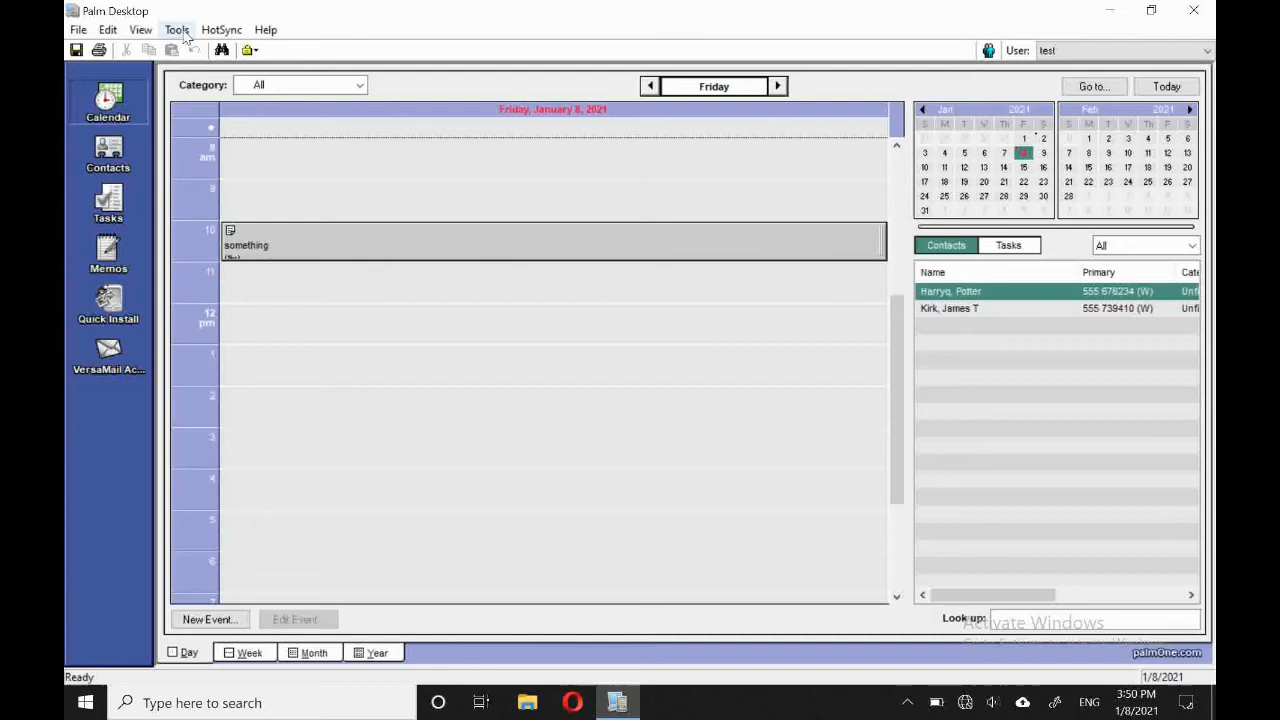 Palm Desktop
File Edit View Tools HotSync Help
User: test
Calendar
Contacts
Tasks
Memos
Quick Install
VersaMail Ac...
Category: All
Friday
Go to... Today
Friday, January 8, 2021
8 am
9
10
something
11
12 pm
1
2
3
4
5
6
Jan 2021
S M T W Th F S
1 2
3 4 5 6 7 8 9
10 11 12 13 14 15 16
17 18 19 20 21 22 23
24 25 26 27 28 29 30
31
Feb 2021
S M T W Th F S
1 2 3 4 5 6
7 8 9 10 11 12 13
14 15 16 17 18 19 20
21 22 23 24 25 26 27
28
Contacts Tasks All
Name Primary Cate
Harryq, Potter 555 678234 (W) Unfi
Kirk, James T 555 739410 (W) Unfi
New Event... Edit Event...
Look up:
Activate Windows
Day Week Month Year
palmOne.com
Ready 1/8/2021
Type here to search
ENG
3:50 PM
1/8/2021